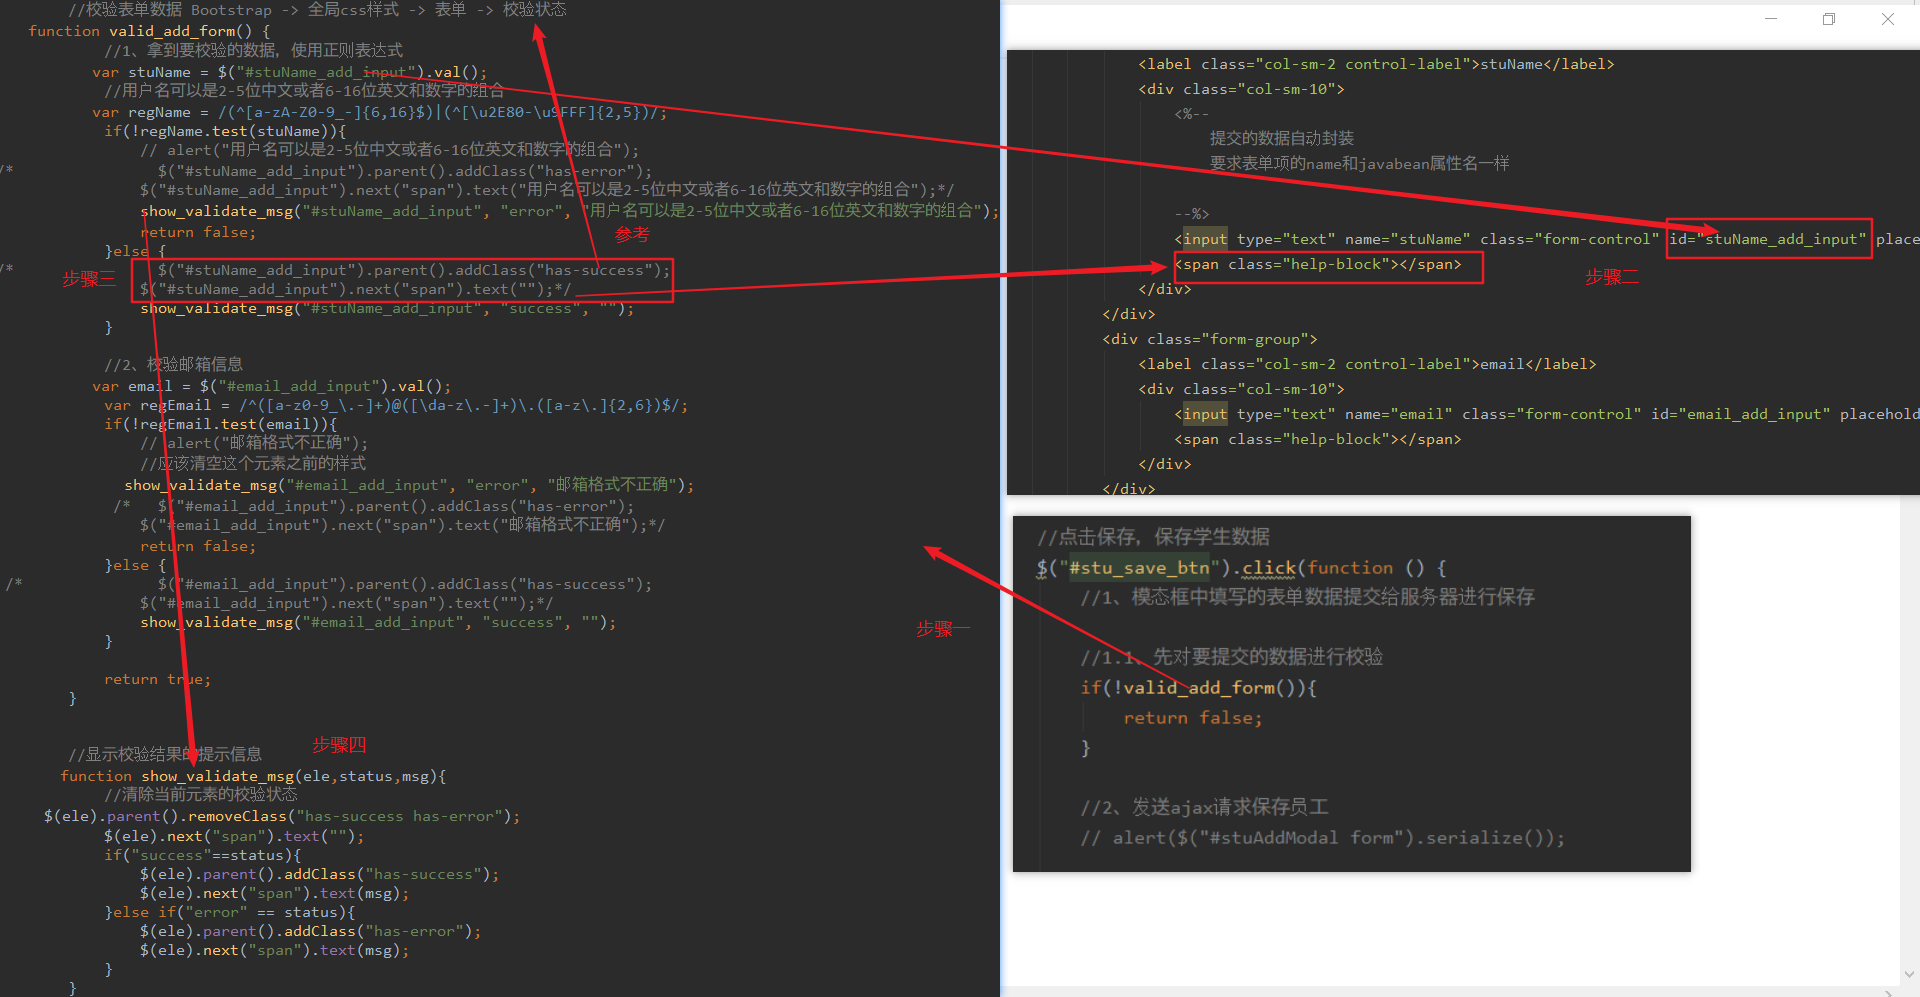 //校验表单数据 Bootstrap -> 全局css样式 -> 表单 -> 校验状态
function valid_add_form() {
//1、拿到要校验的数据，使用正则表达式
var stuName = $("#stuName_add_input").val();
//用户名可以是2-5位中文或者6-16位英文和数字的组合
var regName = /(^[a-zA-Z0-9_-]{6,16}$)|(^[\u2E80-\u9FFF]{2,5})/;
if(!regName.test(stuName)){
// alert("用户名可以是2-5位中文或者6-16位英文和数字的组合");
/* $("#stuName_add_input").parent().addClass("has-error");
$("#stuName_add_input").next("span").text("用户名可以是2-5位中文或者6-16位英文和数字的组合");*/
show_validate_msg("#stuName_add_input", "error", "用户名可以是2-5位中文或者6-16位英文和数字的组合");
return false;
参考
}else {
步骤三
/* $("#stuName_add_input").parent().addClass("has-success");
$("#stuName_add_input").next("span").text("");*/
show_validate_msg("#stuName_add_input", "success", "");
}
//2、校验邮箱信息
var email = $("#email_add_input").val();
var regEmail = /^([a-z0-9_\.-]+)@([\da-z\.-]+)\.([a-z\.]{2,6})$/;
if(!regEmail.test(email)){
// alert("邮箱格式不正确");
//应该清空这个元素之前的样式
show_validate_msg("#email_add_input", "error", "邮箱格式不正确");
/* $("#email_add_input").parent().addClass("has-error");
$("#email_add_input").next("span").text("邮箱格式不正确");*/
return false;
}else {
/* $("#email_add_input").parent().addClass("has-success");
$("#email_add_input").next("span").text("");*/
show_validate_msg("#email_add_input", "success", "");
}
步骤一
return true;
}
步骤四
//显示校验结果的提示信息
function show_validate_msg(ele,status,msg){
//清除当前元素的校验状态
$(ele).parent().removeClass("has-success has-error");
$(ele).next("span").text("");
if("success"==status){
$(ele).parent().addClass("has-success");
$(ele).next("span").text(msg);
}else if("error" == status){
$(ele).parent().addClass("has-error");
$(ele).next("span").text(msg);
}
}
<label class="col-sm-2 control-label">stuName</label>
<div class="col-sm-10">
<%--
提交的数据自动封装
要求表单项的name和javabean属性名一样
--%>
<input type="text" name="stuName" class="form-control" id="stuName_add_input" place
<span class="help-block"></span>
步骤二
</div>
</div>
<div class="form-group">
<label class="col-sm-2 control-label">email</label>
<div class="col-sm-10">
<input type="text" name="email" class="form-control" id="email_add_input" placehold
<span class="help-block"></span>
</div>
</div>
//点击保存，保存学生数据
$("#stu_save_btn").click(function () {
//1、模态框中填写的表单数据提交给服务器进行保存
//1.1、先对要提交的数据进行校验
if(!valid_add_form()){
return false;
}
//2、发送ajax请求保存员工
// alert($("#stuAddModal form").serialize());